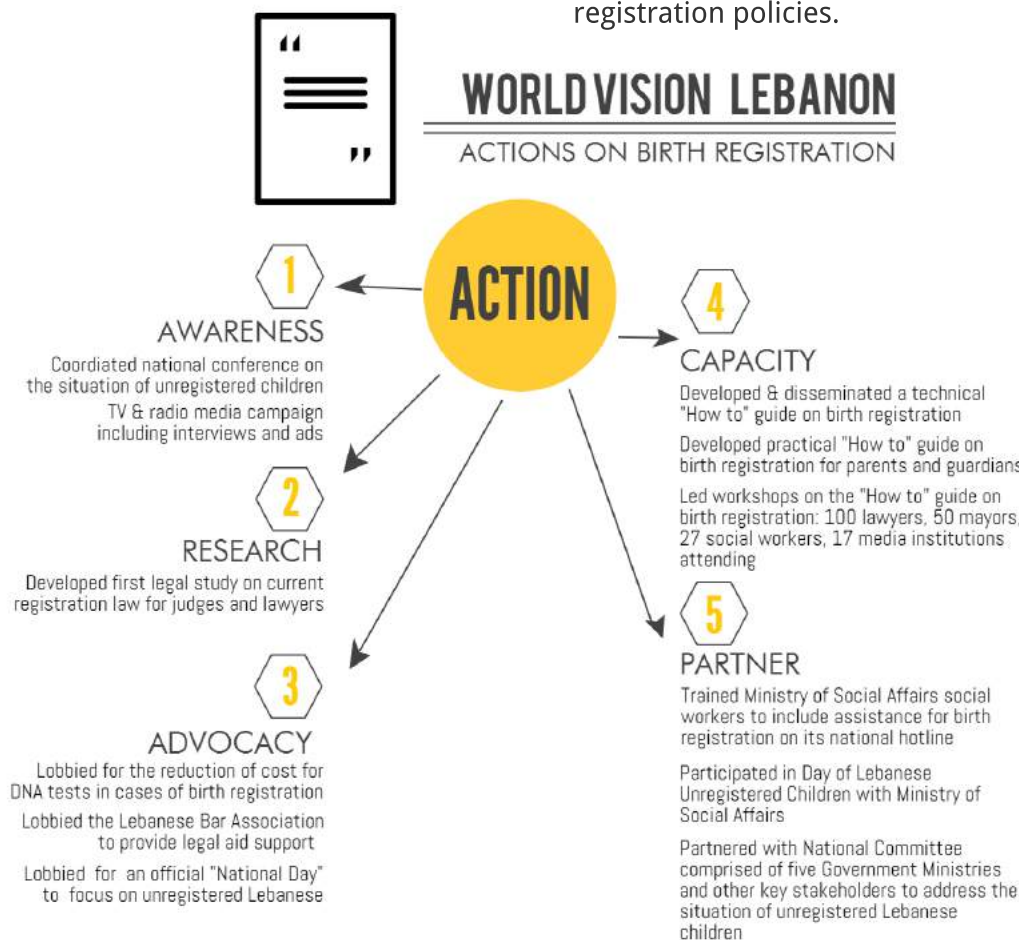 registration policies.
“
”
WORLD VISION LEBANON
ACTIONS ON BIRTH REGISTRATION
ACTION
1
AWARENESS
Coordiated national conference on
the situation of unregistered children
TV & radio media campaign
including interviews and ads
2
RESEARCH
Developed first legal study on current
registration law for judges and lawyers
3
ADVOCACY
Lobbied for the reduction of cost for
DNA tests in cases of birth registration
Lobbied the Lebanese Bar Association
to provide legal aid support
Lobbied for an official "National Day"
to focus on unregistered Lebanese
4
CAPACITY
Developed & disseminated a technical
"How to" guide on birth registration
Developed practical "How to" guide on
birth registration for parents and guardians
Led workshops on the "How to" guide on
birth registration: 100 lawyers, 50 mayors,
27 social workers, 17 media institutions
attending
5
PARTNER
Trained Ministry of Social Affairs social
workers to include assistance for birth
registration on its national hotline
Participated in Day of Lebanese
Unregistered Children with Ministry of
Social Affairs
Partnered with National Committee
comprised of five Government Ministries
and other key stakeholders to address the
situation of unregistered Lebanese
children